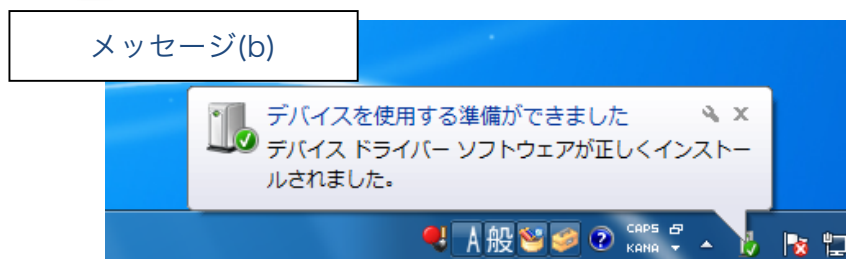 メッセージ(b)
デバイスを使用する準備ができました
デバイス ドライバー ソフトウェアが正しくインストー
ルされました。
A 般 CAPS
KANA